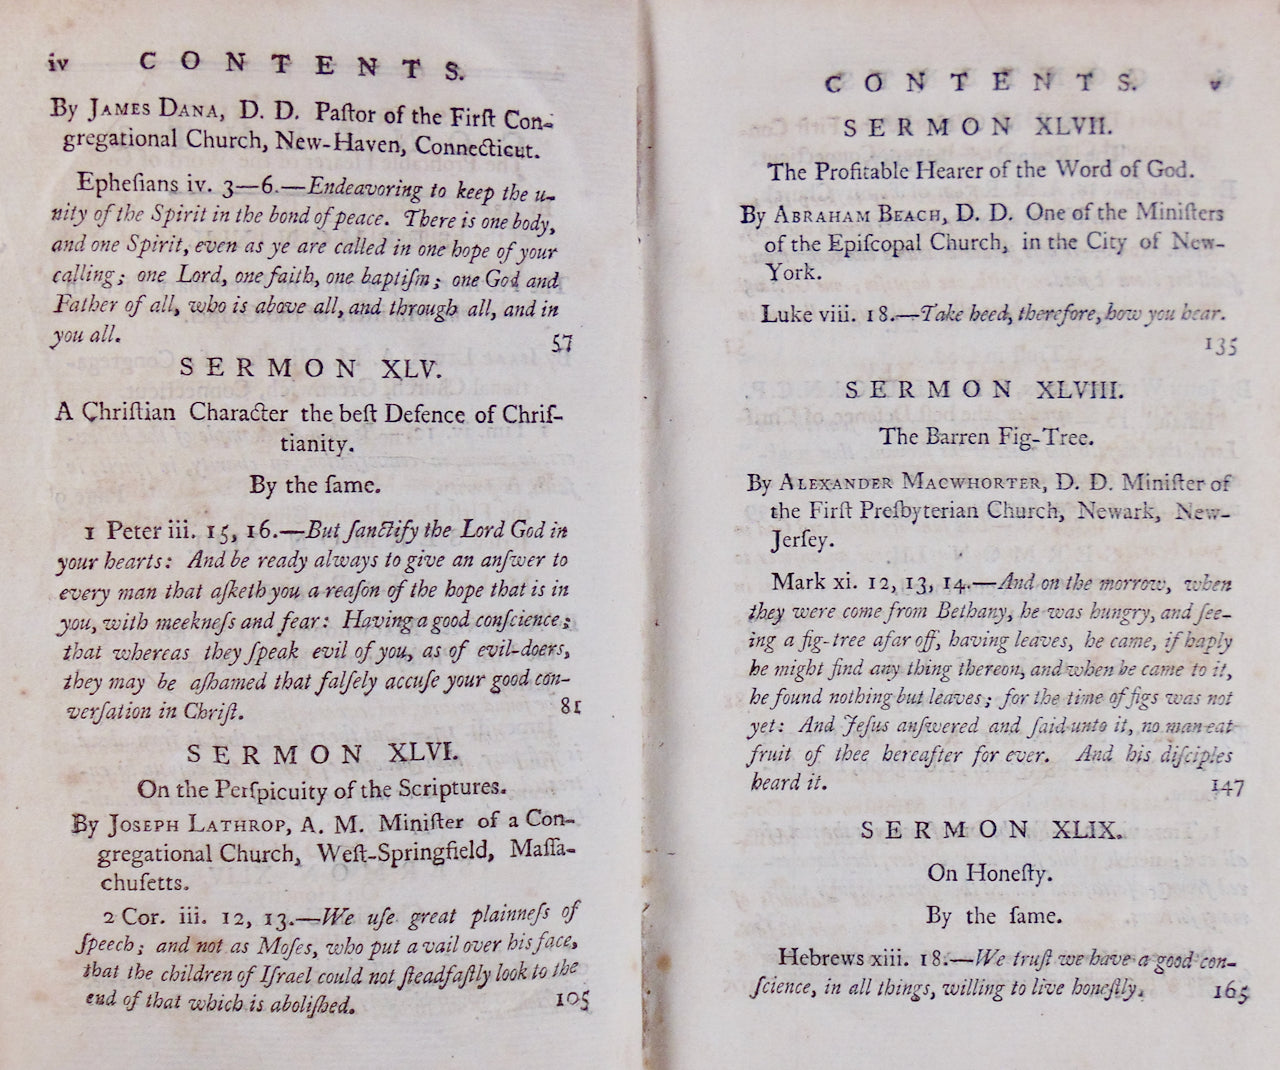 iv CONTENTS.
By JAMES DANA, D. D. Paſtor of the Firſt Con-
gregational Church, New-Haven, Connecticut.
Epheſians iv. 3—6.—Endeavoring to keep the u-
nity of the Spirit in the bond of peace. There is one body,
and one Spirit, even as ye are called in one hope of your
calling; one Lord, one faith, one baptiſm; one God and
Father of all, who is above all, and through all, and in
you all. 57
SERMON XLV.
A Chriſtian Character the beſt Defence of Chriſ-
tianity.
By the ſame.
1 Peter iii. 15, 16.—But ſanctify the Lord God in
your hearts: And be ready always to give an anſwer to
every man that aſketh you a reaſon of the hope that is in
you, with meekneſs and fear: Having a good conſcience;
that whereas they ſpeak evil of you, as of evil-doers,
they may be aſhamed that falſely accuſe your good con-
verſation in Chriſt. 81
SERMON XLVI.
On the Perſpicuity of the Scriptures.
By JOSEPH LATHROP, A. M. Miniſter of a Con-
gregational Church, Weſt-Springfield, Maſſa-
chuſetts.
2 Cor. iii. 12, 13.—We uſe great plainneſs of
ſpeech; and not as Moſes, who put a vail over his face,
that the children of Iſrael could not ſteadfaſtly look to the
end of that which is aboliſhed. 105
CONTENTS. v
SERMON XLVII.
The Profitable Hearer of the Word of God.
By ABRAHAM BEACH, D. D. One of the Miniſters
of the Epiſcopal Church, in the City of New-
York.
Luke viii. 18.—Take heed, therefore, how you hear.
135
SERMON XLVIII.
The Barren Fig-Tree.
By ALEXANDER MACWHORTER, D. D. Miniſter of
the Firſt Preſbyterian Church, Newark, New-
Jerſey.
Mark xi. 12, 13, 14.—And on the morrow, when
they were come from Bethany, he was hungry, and ſee-
ing a fig-tree afar off, having leaves, he came, if haply
he might find any thing thereon, and when he came to it,
he found nothing but leaves; for the time of figs was not
yet: And Jeſus anſwered and ſaid unto it, no man eat
fruit of thee hereafter for ever. And his diſciples
heard it. 147
SERMON XLIX.
On Honeſty.
By the ſame.
Hebrews xiii. 18.—We truſt we have a good con-
ſcience, in all things, willing to live honeſtly. 165